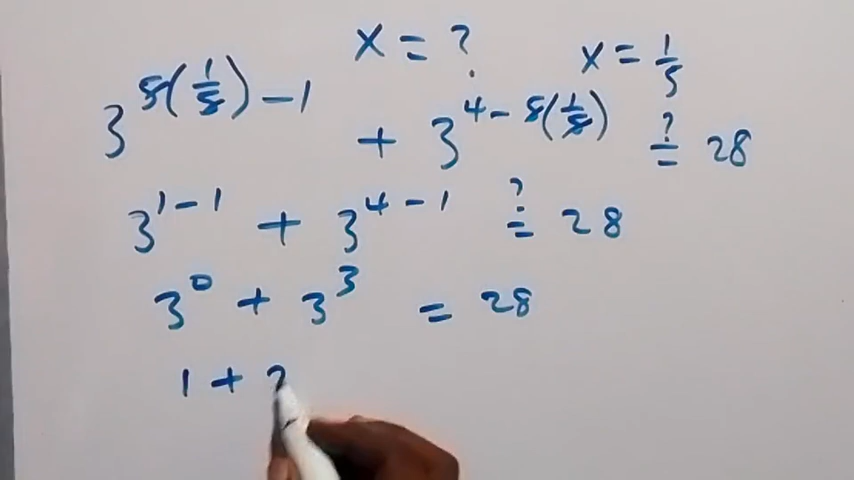 x = ?
x = 1/5
3^(5(1/5) - 1) + 3^(4 - 5(1/5)) ?= 28
3^(1 - 1) + 3^(4 - 1) ?= 28
3^0 + 3^3 = 28
1 + 2